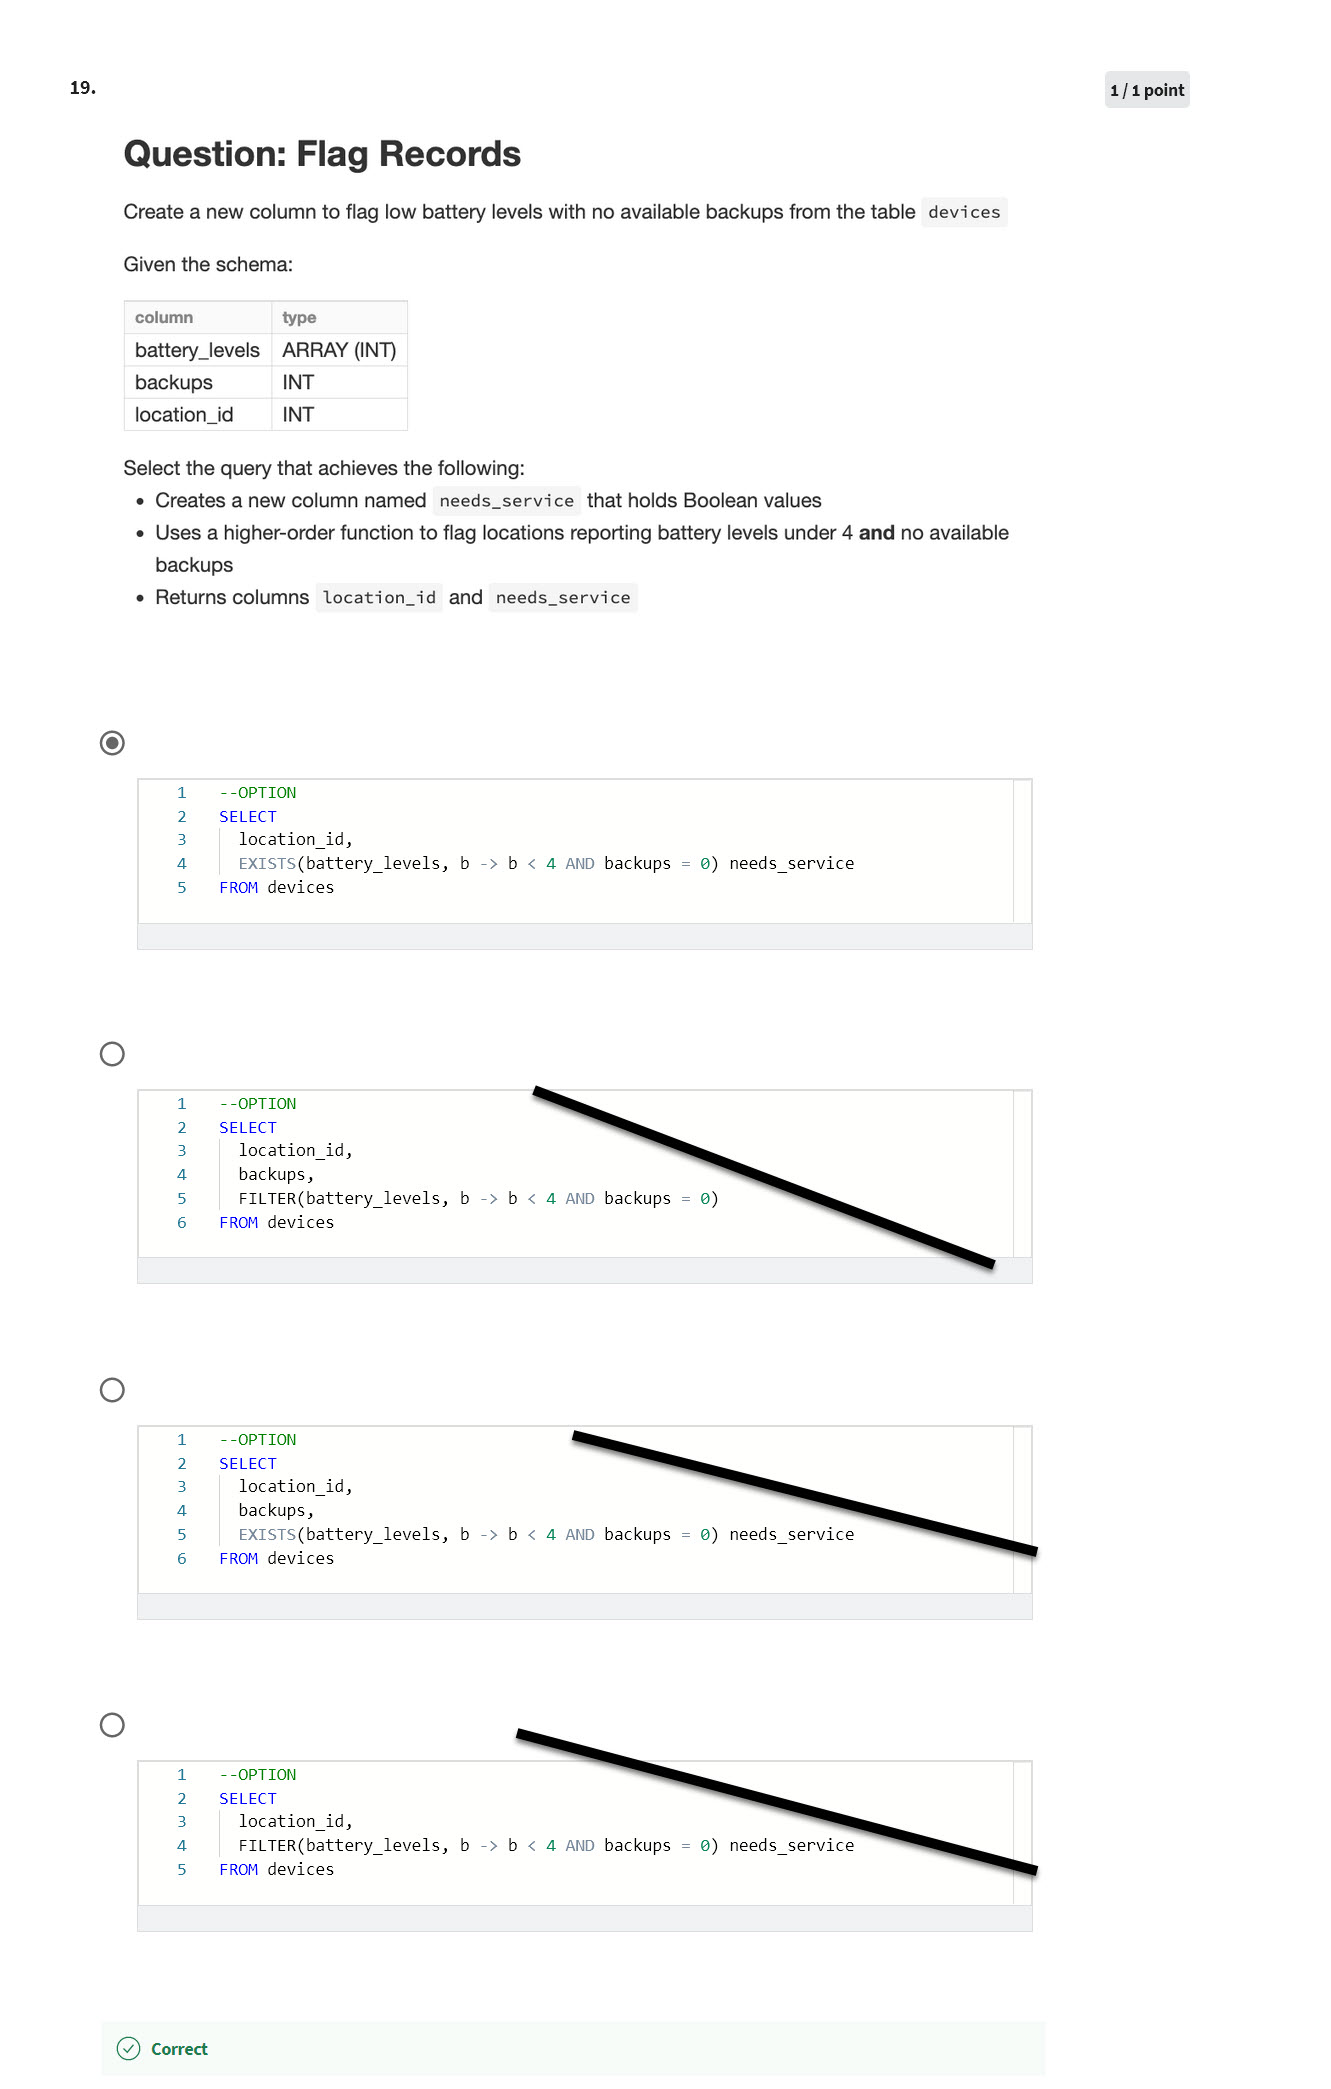 19.
1 / 1 point
Question: Flag Records
Create a new column to flag low battery levels with no available backups from the table devices
Given the schema:
column type
battery_levels ARRAY (INT)
backups INT
location_id INT
Select the query that achieves the following:
• Creates a new column named needs_service that holds Boolean values
• Uses a higher-order function to flag locations reporting battery levels under 4 and no available
backups
• Returns columns location_id and needs_service
1 --OPTION
2 SELECT
3 location_id,
4 EXISTS(battery_levels, b -> b < 4 AND backups = 0) needs_service
5 FROM devices
1 --OPTION
2 SELECT
3 location_id,
4 backups,
5 FILTER(battery_levels, b -> b < 4 AND backups = 0)
6 FROM devices
1 --OPTION
2 SELECT
3 location_id,
4 backups,
5 EXISTS(battery_levels, b -> b < 4 AND backups = 0) needs_service
6 FROM devices
1 --OPTION
2 SELECT
3 location_id,
4 FILTER(battery_levels, b -> b < 4 AND backups = 0) needs_service
5 FROM devices
Correct